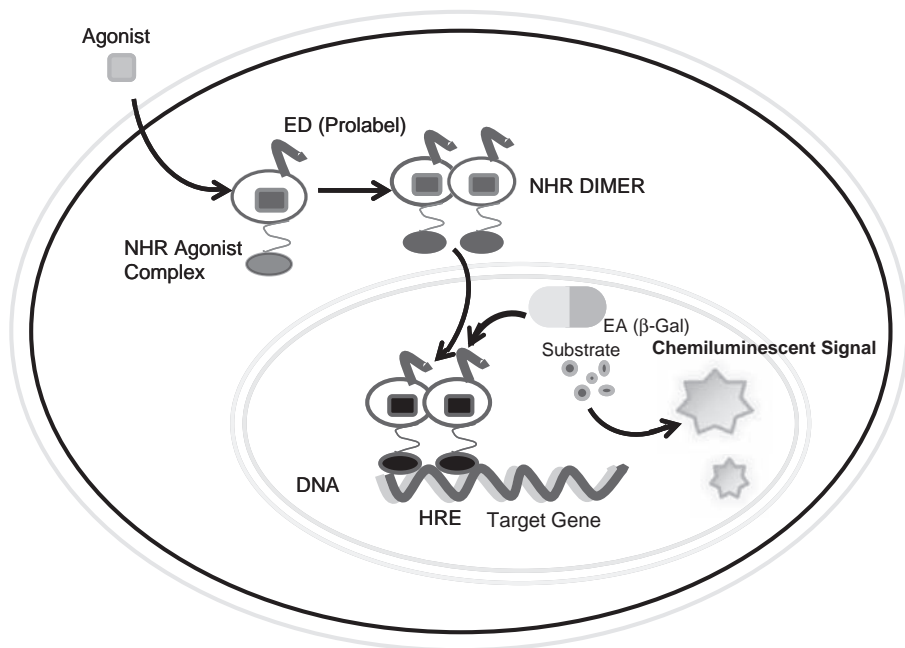 Agonist
ED (Prolabel)
NHR DIMER
NHR Agonist
Complex
EA (β-Gal)
Substrate
Chemiluminescent Signal
DNA
HRE
Target Gene